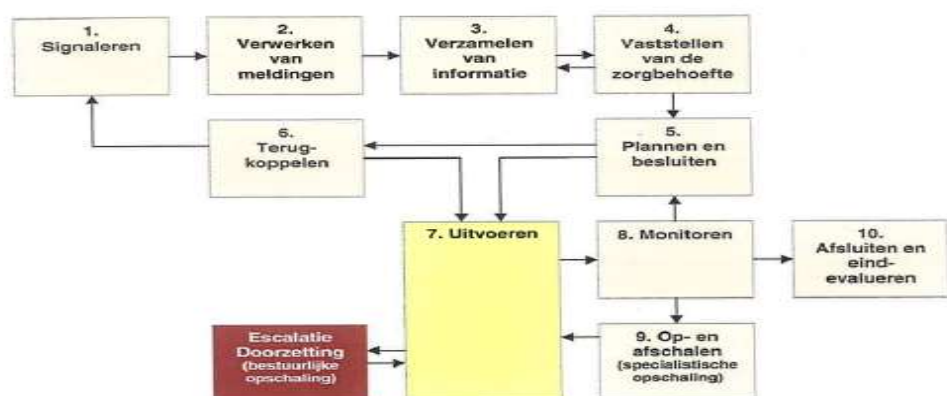 1.
Signaleren
2.
Verwerken
van
meldingen
3.
Verzamelen
van
informatie
4.
Vaststellen
van de
zorgbehoefte
6.
Terug-
koppelen
5.
Plannen en
besluiten
7. Uitvoeren
8. Monitoren
10.
Afsluiten en
eind-
evalueren
Escalatie
Doorzetting
(bestuurlijke
opschaling)
9. Op- en
afschalen
(specialistische
opschaling)